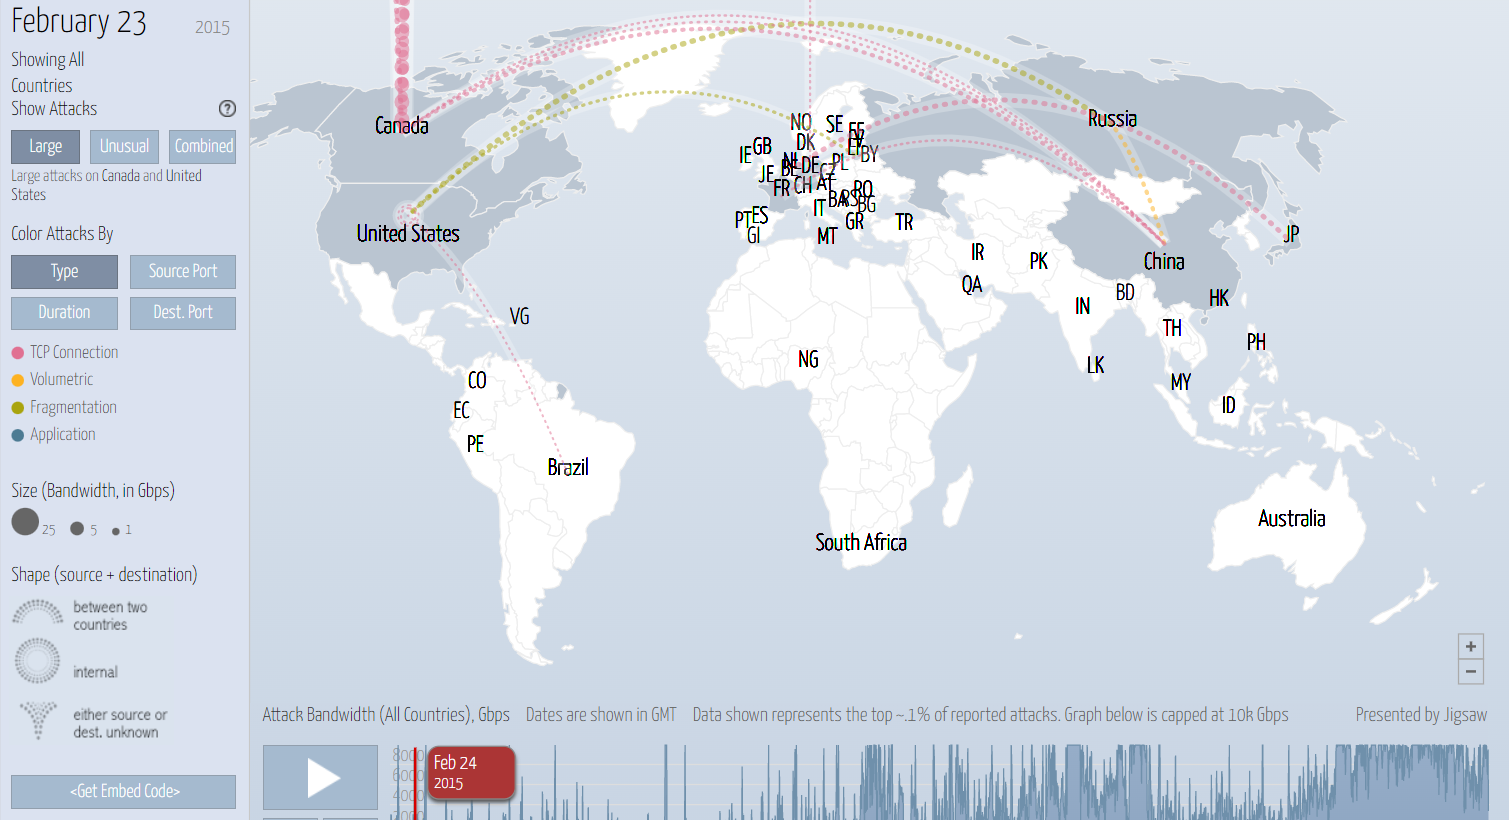 February 23 2015
Showing All
Countries
Show Attacks ?
Large Unusual Combined
Large attacks on Canada and United
States
Color Attacks By
Type Source Port
Duration Dest. Port
TCP Connection
Volumetric
Fragmentation
Application
Size (Bandwidth, in Gbps)
25 5 1
Shape (source + destination)
between two
countries
internal
either source or
dest. unknown
<Get Embed Code>
Canada
United States
VG
CO
EC
PE
Brazil
NO
SE
DK
GB
IE
NL
DE
PL
BY
JE
FR
CH
AT
CZ
RO
BA
RS
BG
IT
PT
ES
GI
GR
MT
TR
Russia
JP
China
IR
PK
QA
IN
BD
HK
TH
PH
LK
MY
ID
NG
South Africa
Australia
+
−
Attack Bandwidth (All Countries), Gbps Dates are shown in GMT Data shown represents the top ~.1% of reported attacks. Graph below is capped at 10k Gbps Presented by Jigsaw
8000
6000
4000
Feb 24
2015